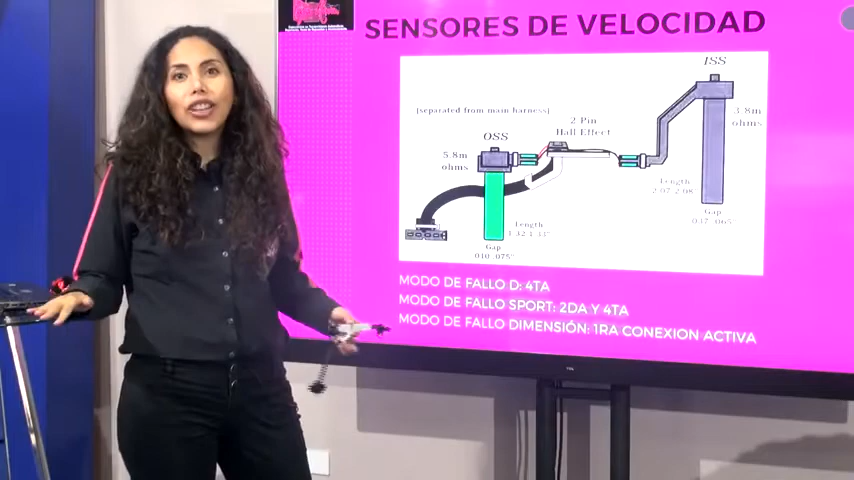 SENSORES DE VELOCIDAD
ISS
[separated from main harness]
2 Pin
Hall Effect
3.8m
ohms
OSS
5.8m
ohms
Length
2.07-2.08
Length
1.32-1.33"
Gap
.037-.065"
Gap
.010-.075"
MODO DE FALLO D: 4TA
MODO DE FALLO SPORT: 2DA Y 4TA
MODO DE FALLO DIMENSIÓN: 1RA CONEXION ACTIVA